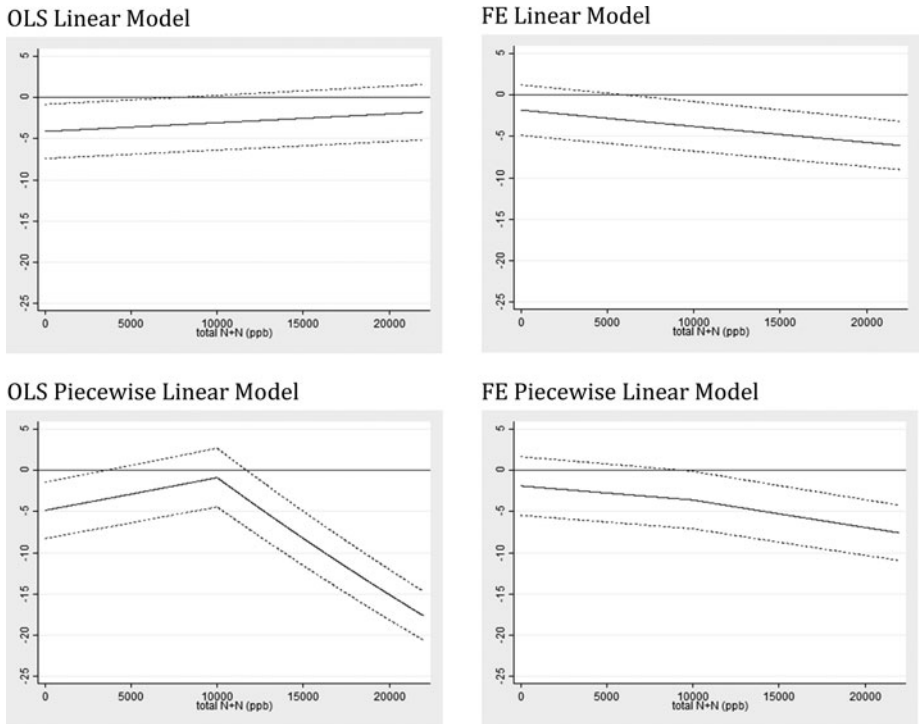 OLS Linear Model
FE Linear Model
5
0
-5
-10
-15
-20
-25
0 5000 10000 15000 20000
total N+N (ppb)
5
0
-5
-10
-15
-20
-25
0 5000 10000 15000 20000
total N+N (ppb)
OLS Piecewise Linear Model
FE Piecewise Linear Model
5
0
-5
-10
-15
-20
-25
0 5000 10000 15000 20000
total N+N (ppb)
5
0
-5
-10
-15
-20
-25
0 5000 10000 15000 20000
total N+N (ppb)